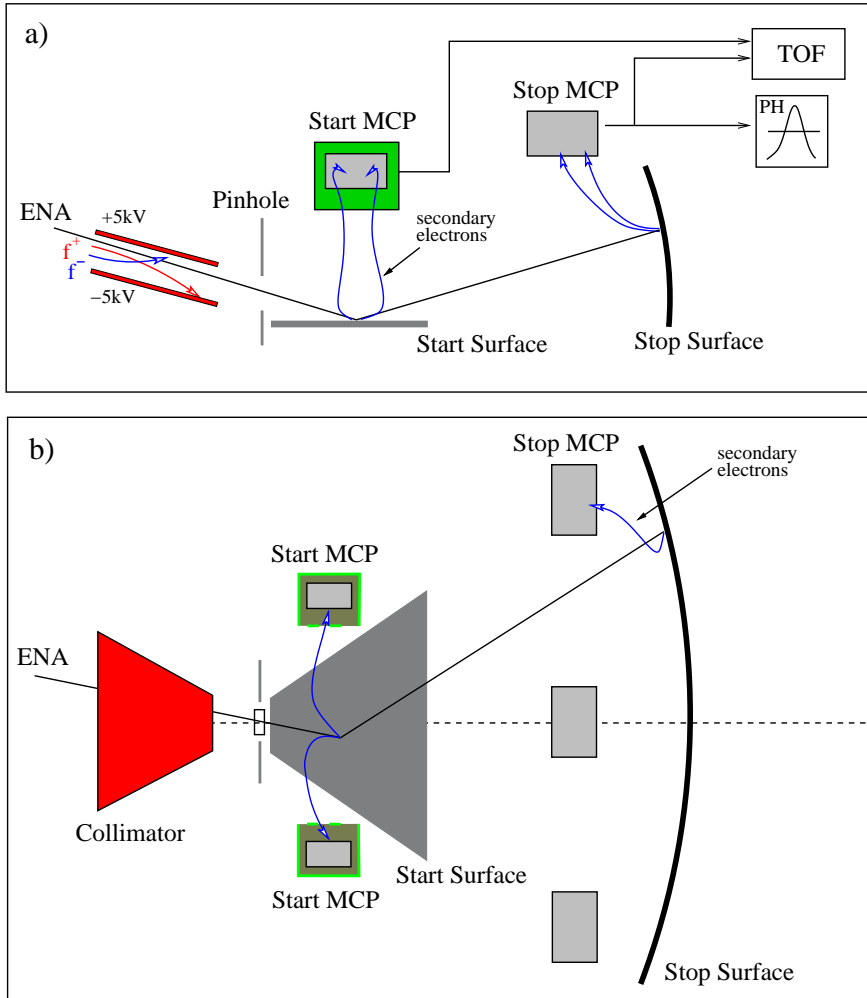 a)
TOF
Stop MCP
PH
Start MCP
Pinhole
ENA
+5kV
secondary
electrons
f+
f−
−5kV
Start Surface
Stop Surface
b)
Stop MCP
secondary
electrons
Start MCP
ENA
Collimator
Start Surface
Start MCP
Stop Surface